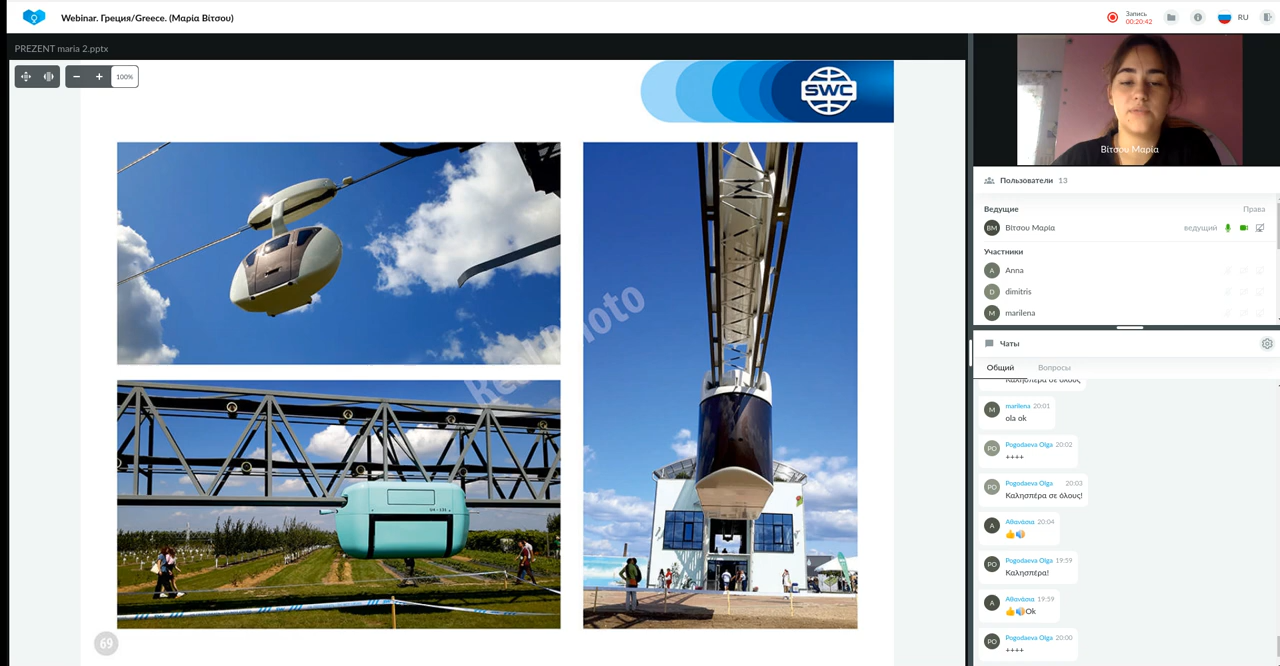 Webinar. Греция/Greece. (Μαρία Βίτσου)
Запись
00:20:42
RU
PREZENT maria 2.pptx
100%
SWC
Real photo
69
Βίτσου Μαρία
Пользователи 13
Ведущие Права
ВМ Βίτσου Μαρία ведущий
Участники
A Anna
D dimitris
M marilena
Чаты
Общий Вопросы
Καλησπέρα σε όλους
M marilena 20:01
ola ok
PO Pogodaeva Olga 20:02
++++
PO Pogodaeva Olga 20:03
Καλησπέρα σε όλους!
A Αθανάσια 20:04
👍
PO Pogodaeva Olga 19:59
Καλησπέρα!
A Αθανάσια 19:59
👍Ok
PO Pogodaeva Olga 20:00
++++